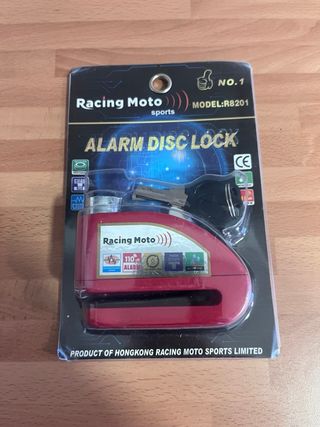 NO.1
Racing Moto
sports
MODEL:R8201
ALARM DISC LOCK
CE
Racing Moto
110
ALARM
PRODUCT OF HONGKONG RACING MOTO SPORTS LIMITED